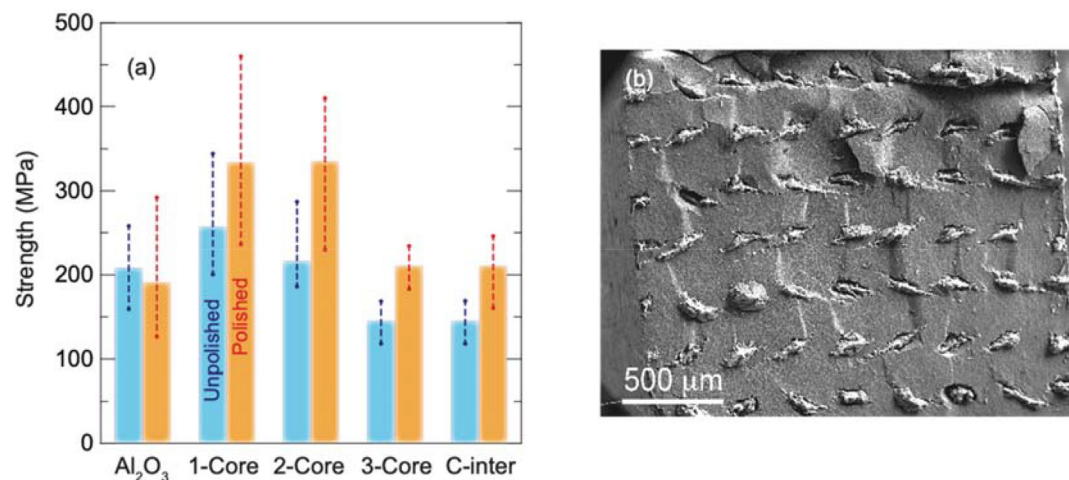 500
400
300
200
100
0
Strength (MPa)
(a)
Unpolished
Polished
Al₂O₃ 1-Core 2-Core 3-Core C-inter
(b)
500 μm